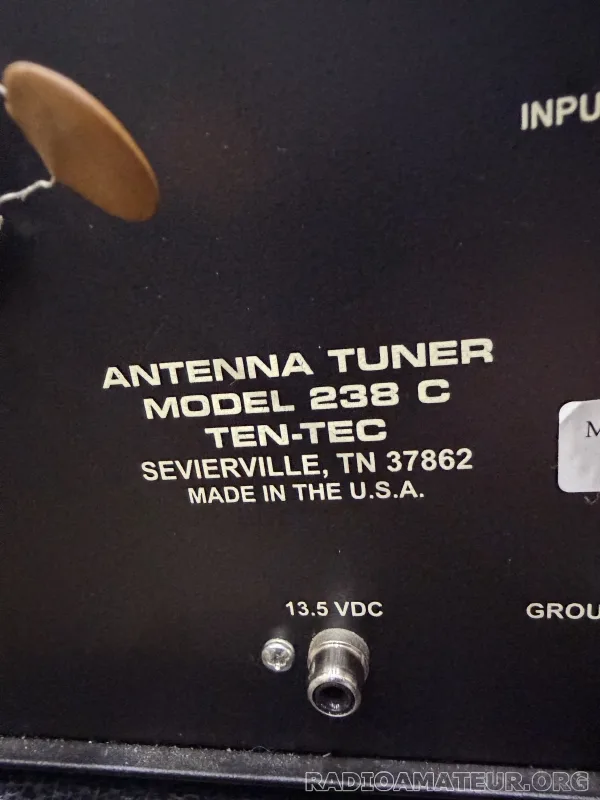 INPU
ANTENNA TUNER
MODEL 238 C
TEN-TEC
SEVIERVILLE, TN 37862
MADE IN THE U.S.A.
M
13.5 VDC
GROU
RADIOAMATEUR.ORG